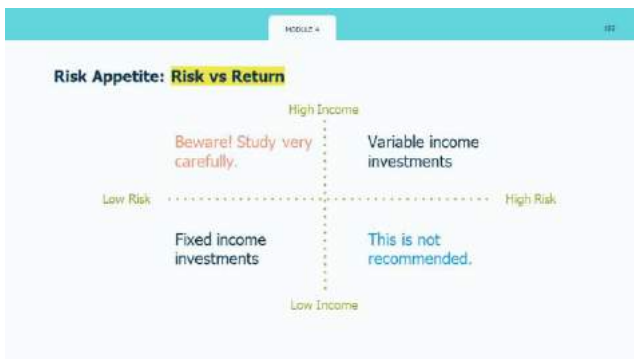 MODULE 4
Risk Appetite: Risk vs Return
High Income
Beware! Study very
carefully.
Variable income
investments
Low Risk
High Risk
Fixed income
investments
This is not
recommended.
Low Income